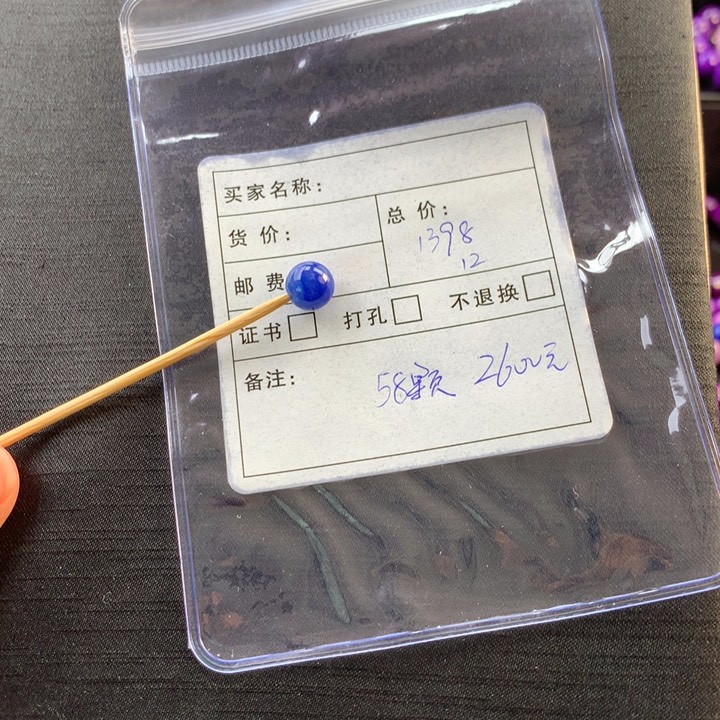 买家名称：
货 价：
总 价：
1398
12
邮 费
证书 打孔 不退换
备注：
58颗 2600元